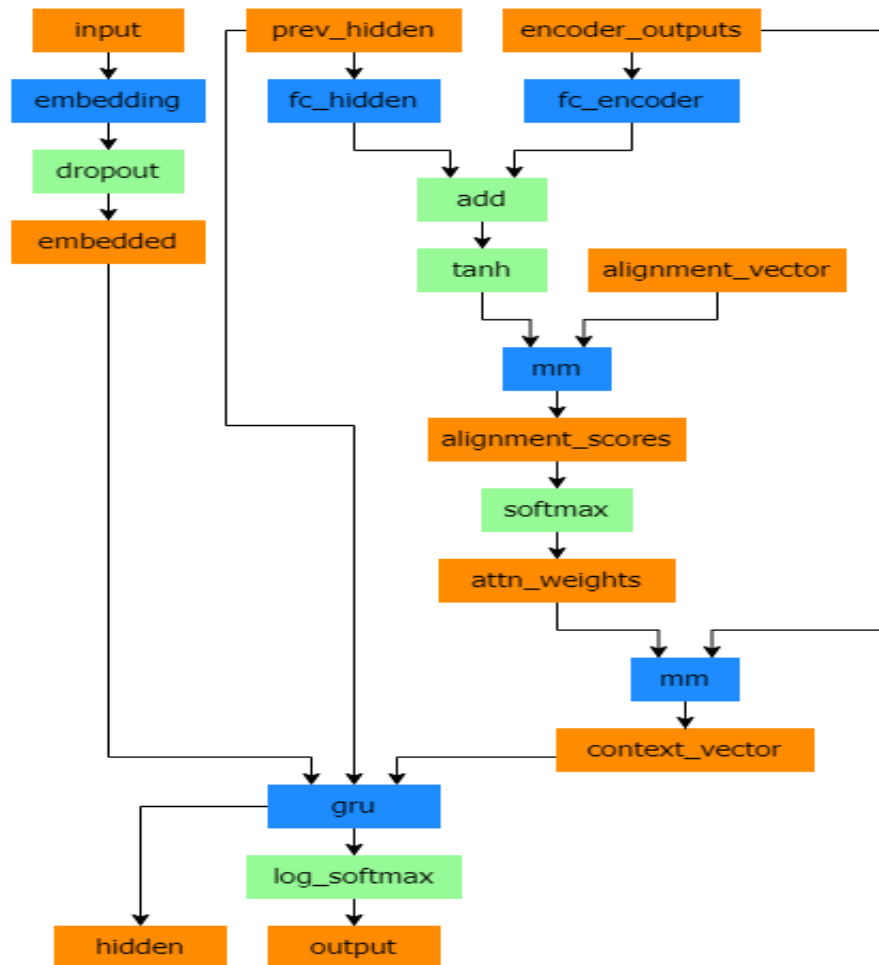 input
prev_hidden
encoder_outputs
embedding
fc_hidden
fc_encoder
dropout
add
embedded
tanh
alignment_vector
mm
alignment_scores
softmax
attn_weights
mm
context_vector
gru
log_softmax
hidden
output